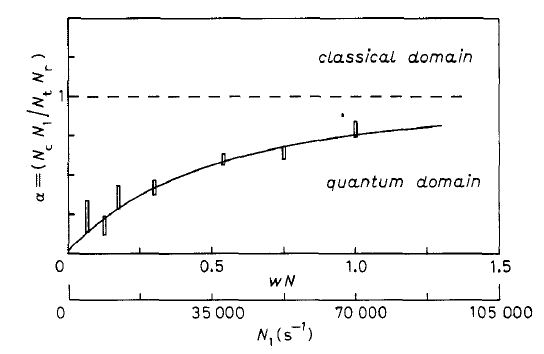 classical domain
1
α≡(N_c N_1/N_t N_r)
quantum domain
0 0.5 1.0 1.5
wN
0 35 000 70 000 105 000
N_1(s⁻¹)